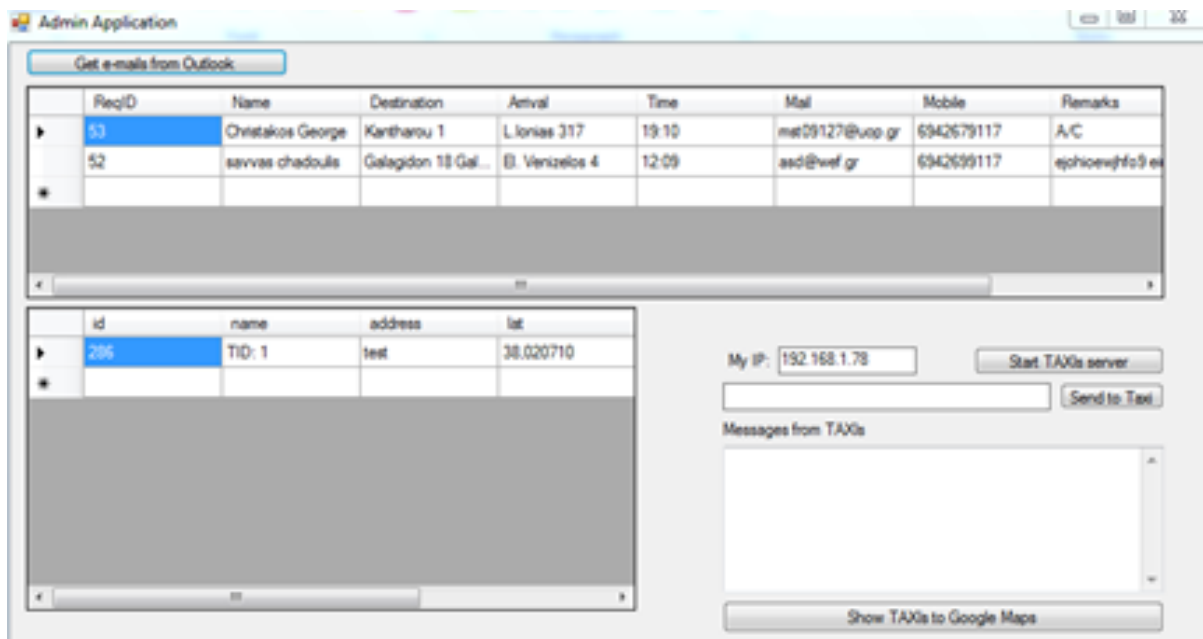 Admin Application
Get e-mails from Outlook
ReqID Name Destination Arrival Time Mail Mobile Remarks
53 Christakos George Kantharou 1 L.Ionias 317 19:10 mst09127@uop.gr 6942679117 A/C
52 savvas chadoulis Galagidon 18 Gal... El. Venizelos 4 12:09 asd@wef.gr 6942699117
id name address lat
286 TID: 1 test 38,020710
My IP: 192.168.1.78 Start TAXIs server
Send to Taxi
Messages from TAXIs
Show TAXIs to Google Maps